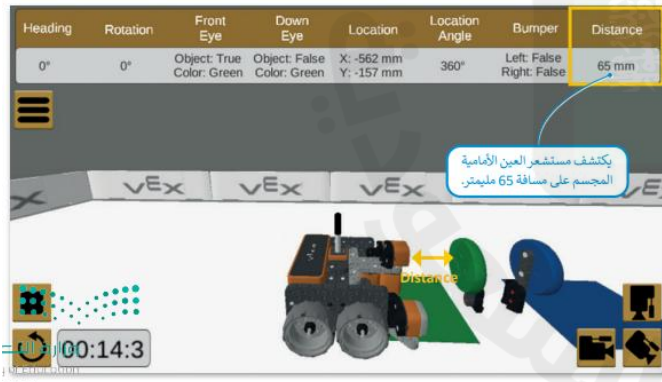 Heading Rotation Front Eye Down Eye Location Location Angle Bumper Distance
0° 0° Object: True Color: Green Object: False Color: Green X: -562 mm Y: -157 mm 360° Left: False Right: False 65 mm
يكتشف مستشعر العين الأمامية
المجسم على مسافة 65 مليمتر.
VEX VEX VEX
Distance
00:14:3